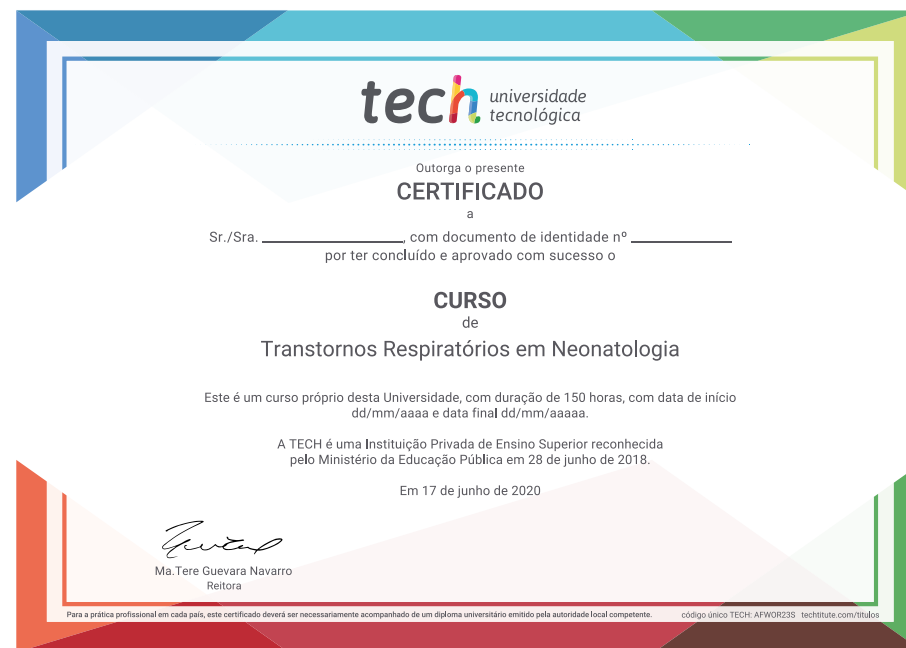 tech universidade
tecnológica
Outorga o presente
CERTIFICADO
a
Sr./Sra. ____________________, com documento de identidade nº ______________
por ter concluído e aprovado com sucesso o
CURSO
de
Transtornos Respiratórios em Neonatologia
Este é um curso próprio desta Universidade, com duração de 150 horas, com data de início
dd/mm/aaaa e data final dd/mm/aaaaa.
A TECH é uma Instituição Privada de Ensino Superior reconhecida
pelo Ministério da Educação Pública em 28 de junho de 2018.
Em 17 de junho de 2020
Ma.Tere Guevara Navarro
Reitora
Para a prática profissional em cada país, este certificado deverá ser necessariamente acompanhado de um diploma universitário emitido pela autoridade local competente. código único TECH: AFWOR23S techtitute.com/titulos